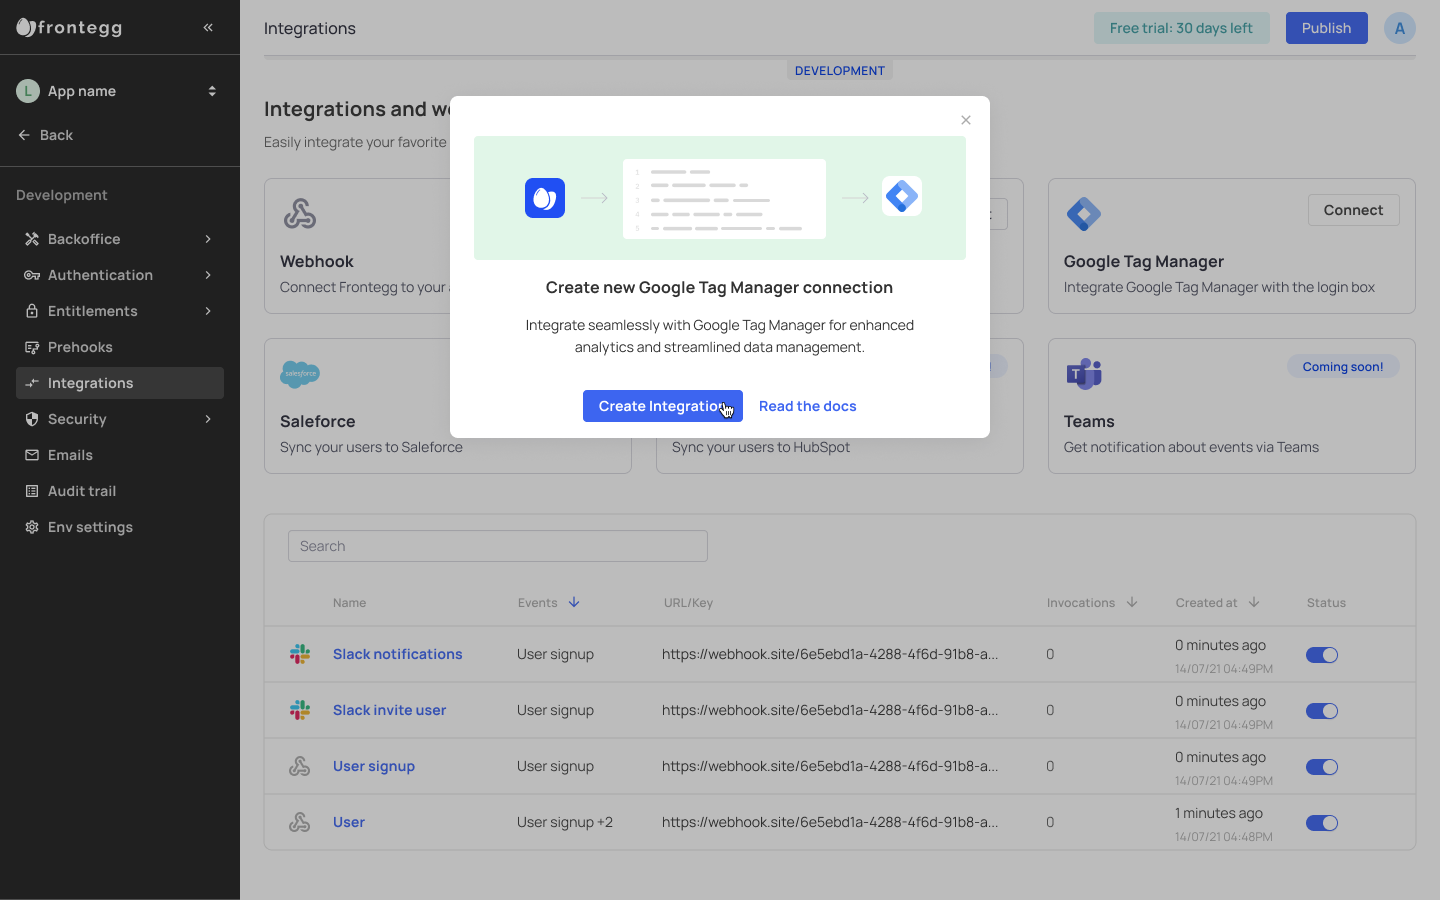 frontegg
Integrations
Free trial: 30 days left
Publish
A
DEVELOPMENT
L
App name
Back
Development
Backoffice
Authentication
Entitlements
Prehooks
Integrations
Security
Emails
Audit trail
Env settings
Integrations and w
Easily integrate your favorite
Webhook
Connect Frontegg to your
Connect
Google Tag Manager
Integrate Google Tag Manager with the login box
1
2
3
4
5
Create new Google Tag Manager connection
Integrate seamlessly with Google Tag Manager for enhanced
analytics and streamlined data management.
Create Integration
Read the docs
salesforce
Saleforce
Sync your users to Saleforce
Sync your users to HubSpot
T
Coming soon!
Teams
Get notification about events via Teams
Search
Name Events URL/Key Invocations Created at Status
Slack notifications User signup https://webhook.site/6e5ebd1a-4288-4f6d-91b8-a... 0 0 minutes ago
14/07/21 04:49PM
Slack invite user User signup https://webhook.site/6e5ebd1a-4288-4f6d-91b8-a... 0 0 minutes ago
14/07/21 04:49PM
User signup User signup https://webhook.site/6e5ebd1a-4288-4f6d-91b8-a... 0 0 minutes ago
14/07/21 04:49PM
User User signup +2 https://webhook.site/6e5ebd1a-4288-4f6d-91b8-a... 0 1 minutes ago
14/07/21 04:48PM